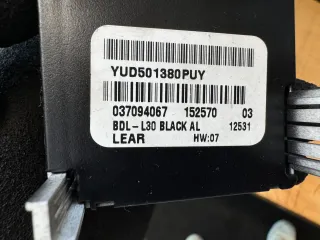 YUD501380PUY
037094067 152570 03
BDL-L30 BLACK AL 12531
LEAR HW:07